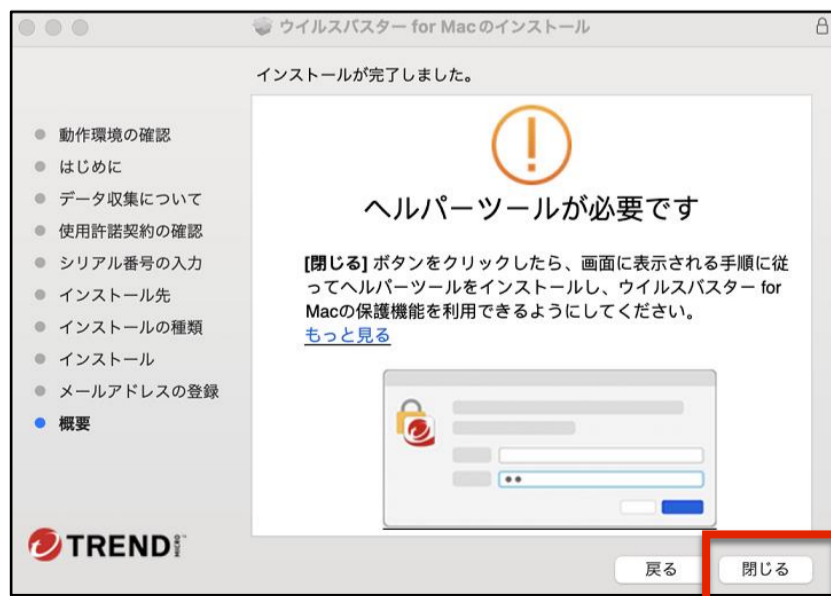 ウイルスバスター for Mac のインストール
インストールが完了しました。
動作環境の確認
はじめに
データ収集について
使用許諾契約の確認
シリアル番号の入力
インストール先
インストールの種類
インストール
メールアドレスの登録
概要
ヘルパーツールが必要です
[閉じる] ボタンをクリックしたら、画面に表示される手順に従
ってヘルパーツールをインストールし、ウイルスバスター for
Macの保護機能を利用できるようにしてください。
もっと見る
TREND MICRO™
戻る
閉じる